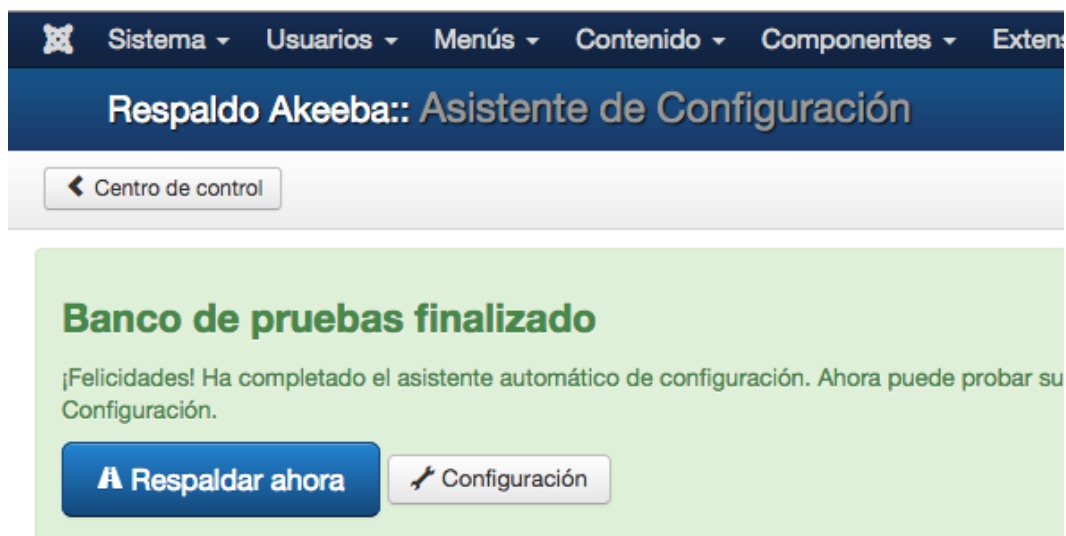 Sistema Usuarios Menús Contenido Componentes Extens
Respaldo Akeeba:: Asistente de Configuración
Centro de control
Banco de pruebas finalizado
¡Felicidades! Ha completado el asistente automático de configuración. Ahora puede probar su
Configuración.
Respaldar ahora Configuración